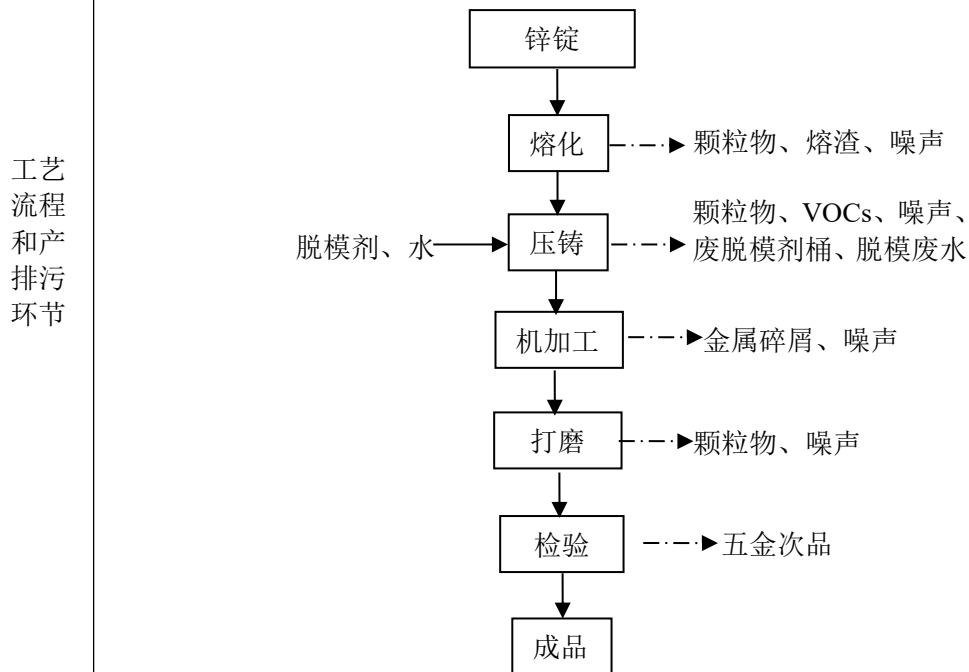 工艺
流程
和产
排污
环节
锌锭
熔化
颗粒物、熔渣、噪声
脱模剂、水
压铸
颗粒物、VOCs、噪声、
废脱模剂桶、脱模废水
机加工
金属碎屑、噪声
打磨
颗粒物、噪声
检验
五金次品
成品